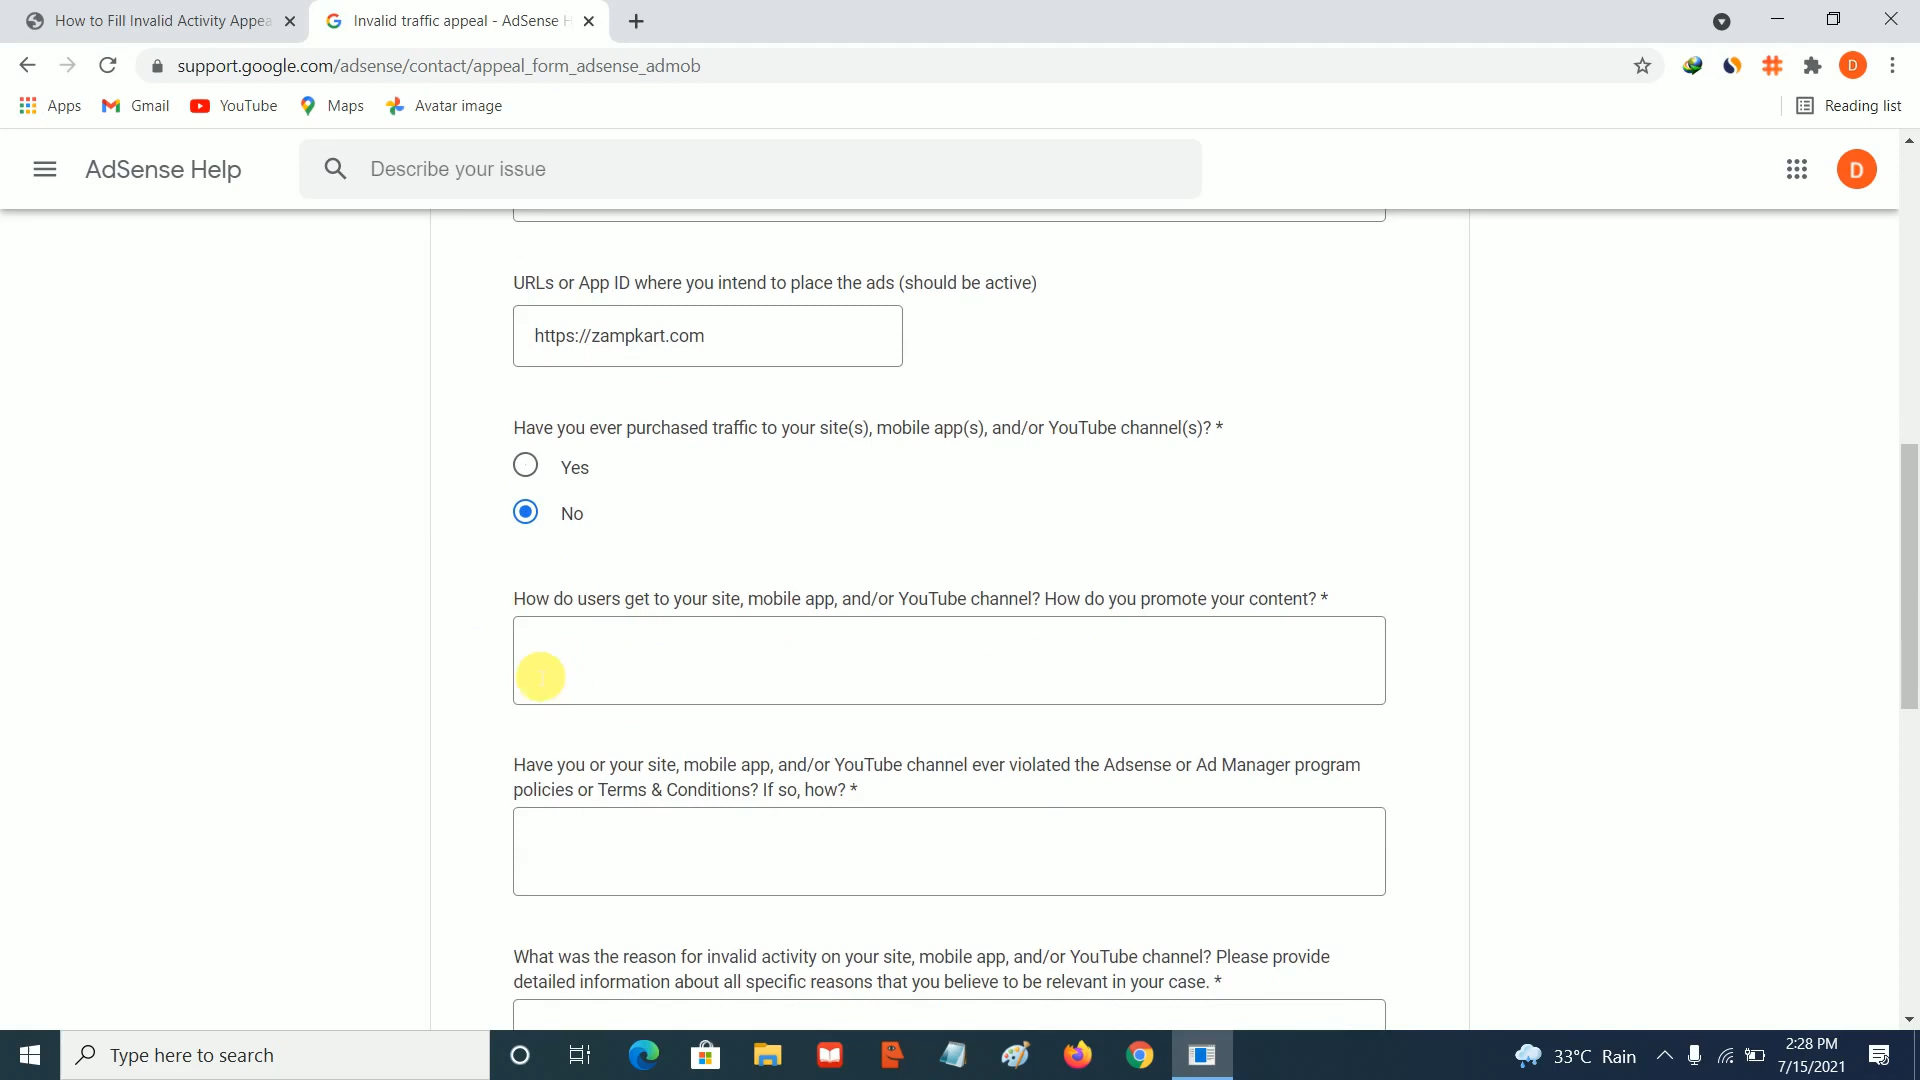 How to Fill Invalid Activity Appea
Invalid traffic appeal - AdSense H
support.google.com/adsense/contact/appeal_form_adsense_admob
D
Apps
Gmail
YouTube
Maps
Avatar image
Reading list
AdSense Help
Describe your issue
D
URLs or App ID where you intend to place the ads (should be active)
https://zampkart.com
Have you ever purchased traffic to your site(s), mobile app(s), and/or YouTube channel(s)? *
Yes
No
How do users get to your site, mobile app, and/or YouTube channel? How do you promote your content? *
Have you or your site, mobile app, and/or YouTube channel ever violated the Adsense or Ad Manager program
policies or Terms & Conditions? If so, how? *
What was the reason for invalid activity on your site, mobile app, and/or YouTube channel? Please provide
detailed information about all specific reasons that you believe to be relevant in your case. *
Type here to search
33°C Rain
2:28 PM
7/15/2021